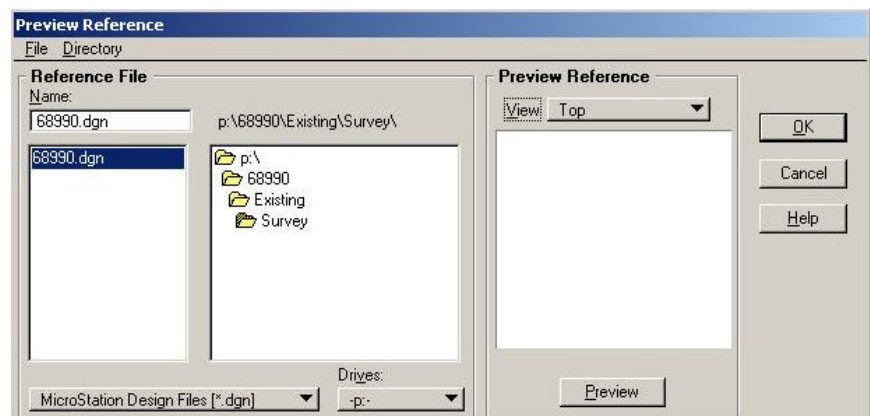 Preview Reference
File Directory
Reference File
Name:
68990.dgn
p:\68990\Existing\Survey\
68990.dgn
p:\
68990
Existing
Survey
MicroStation Design Files [*.dgn]
Drives:
-p:-
Preview Reference
View Top
Preview
OK
Cancel
Help